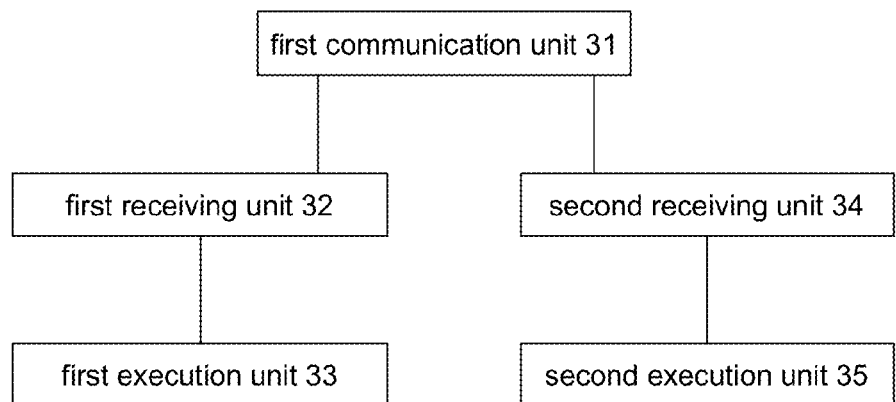 first communication unit 31
first receiving unit 32
second receiving unit 34
first execution unit 33
second execution unit 35